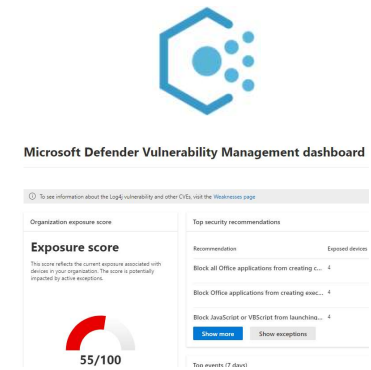 Microsoft Defender Vulnerability Management dashboard
To see information about the Log4j vulnerability and other CVEs, visit the Weaknesses page
Organization exposure score
Exposure score
This score reflects the current exposure associated with
devices in your organization. The score is potentially
impacted by active exceptions.
55/100
Top security recommendations
Recommendation Exposed devices
Block all Office applications from creating c... 4
Block Office applications from creating exec... 4
Block JavaScript or VBScript from launching... 4
Show more Show exceptions
Top events (7 days)